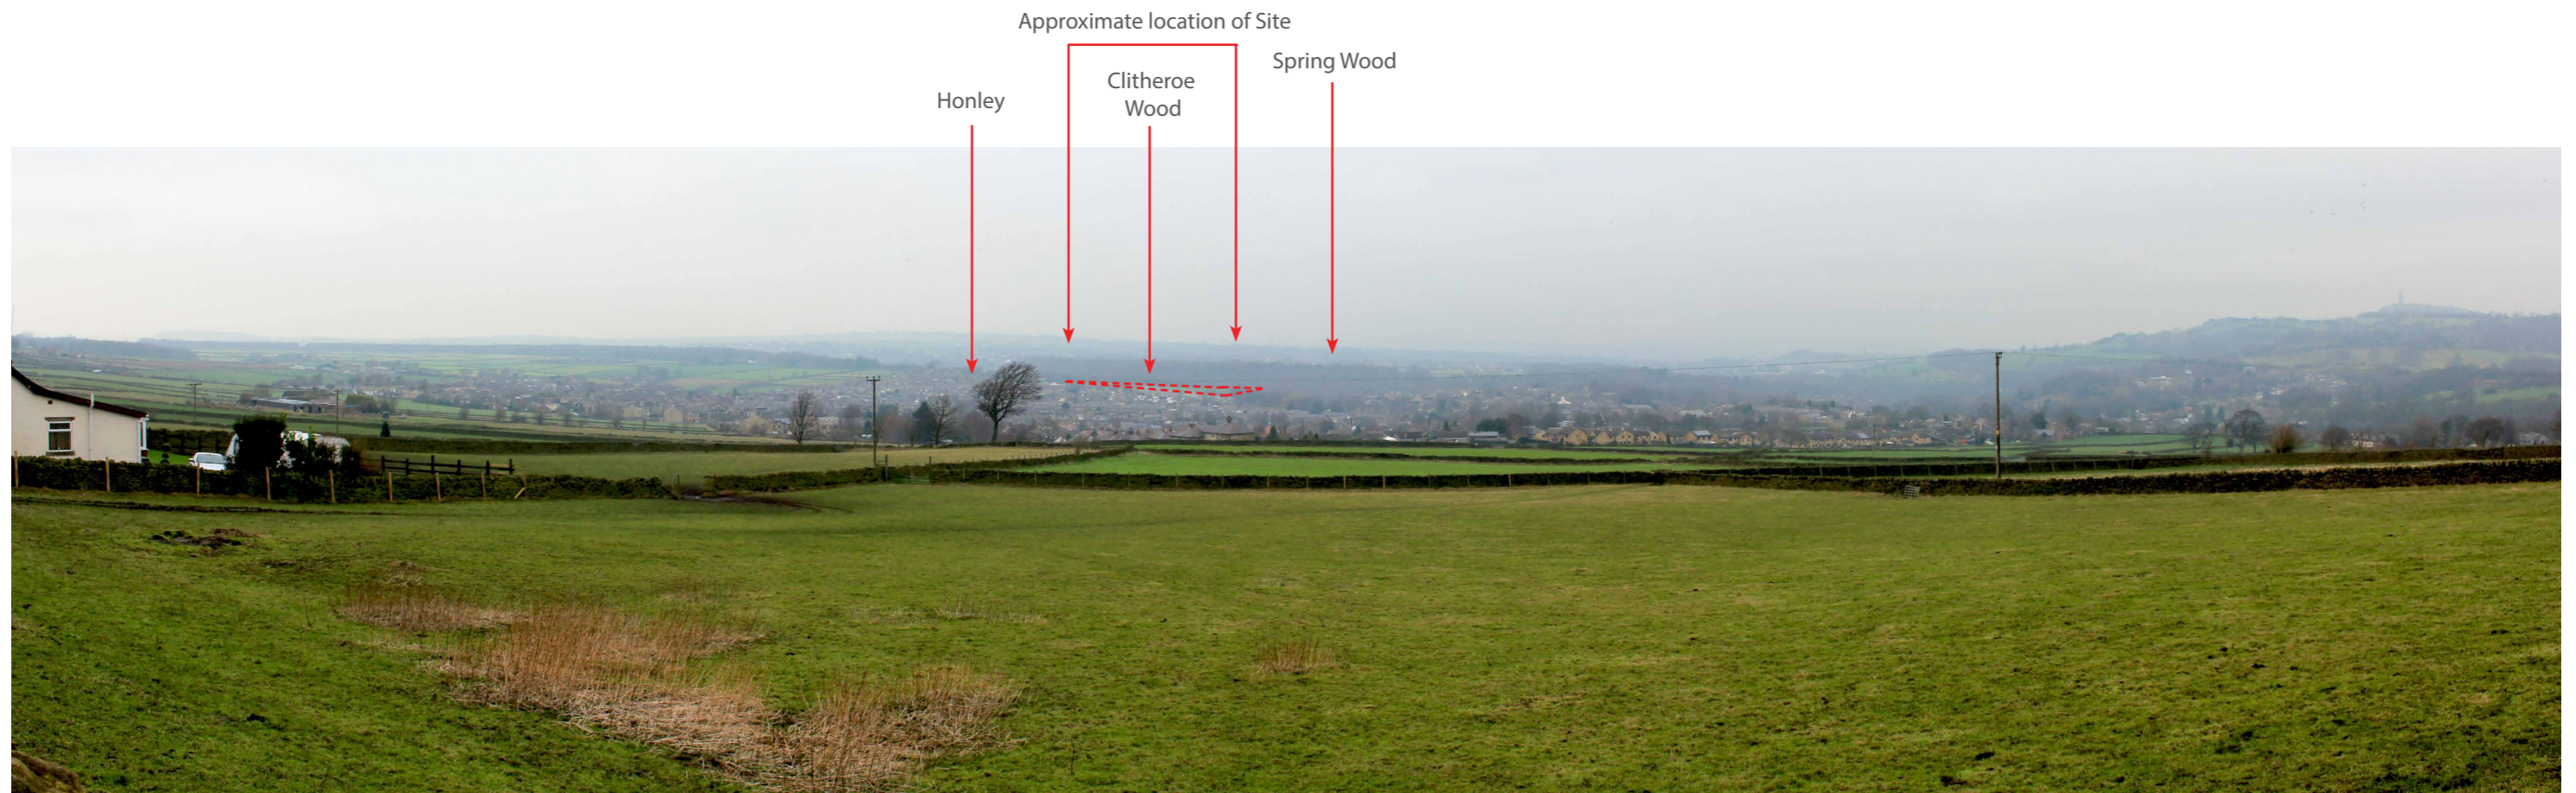 Approximate location of Site
Spring Wood
Clitheroe
Wood
Honley